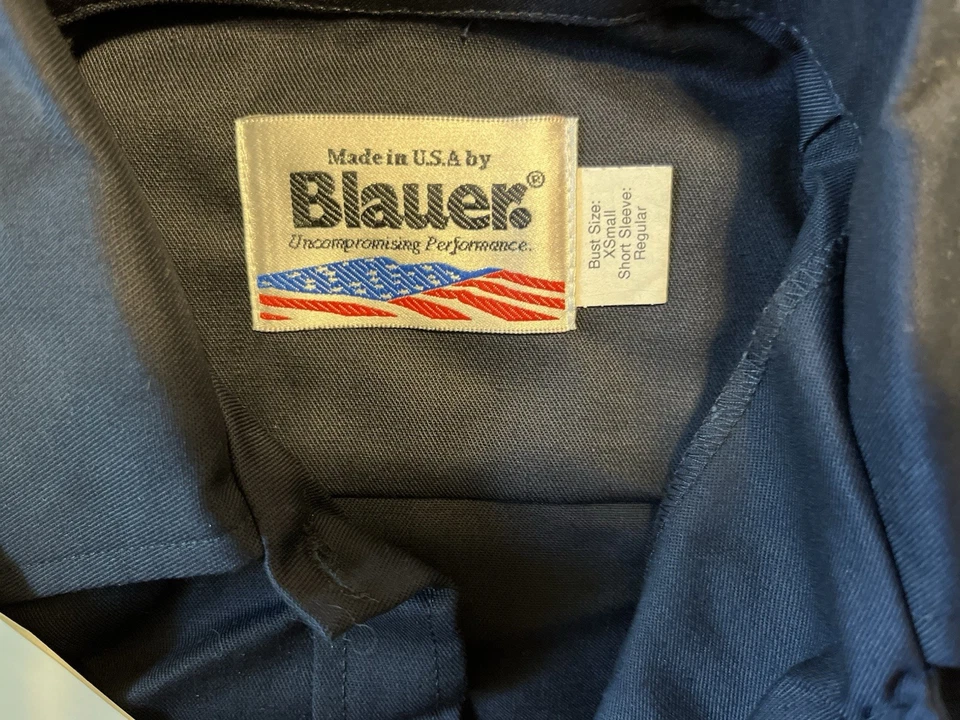 Made in U.S.A by
Blauer.®
Uncompromising Performance.
Bust Size:
XSmall
Short Sleeve:
Regular